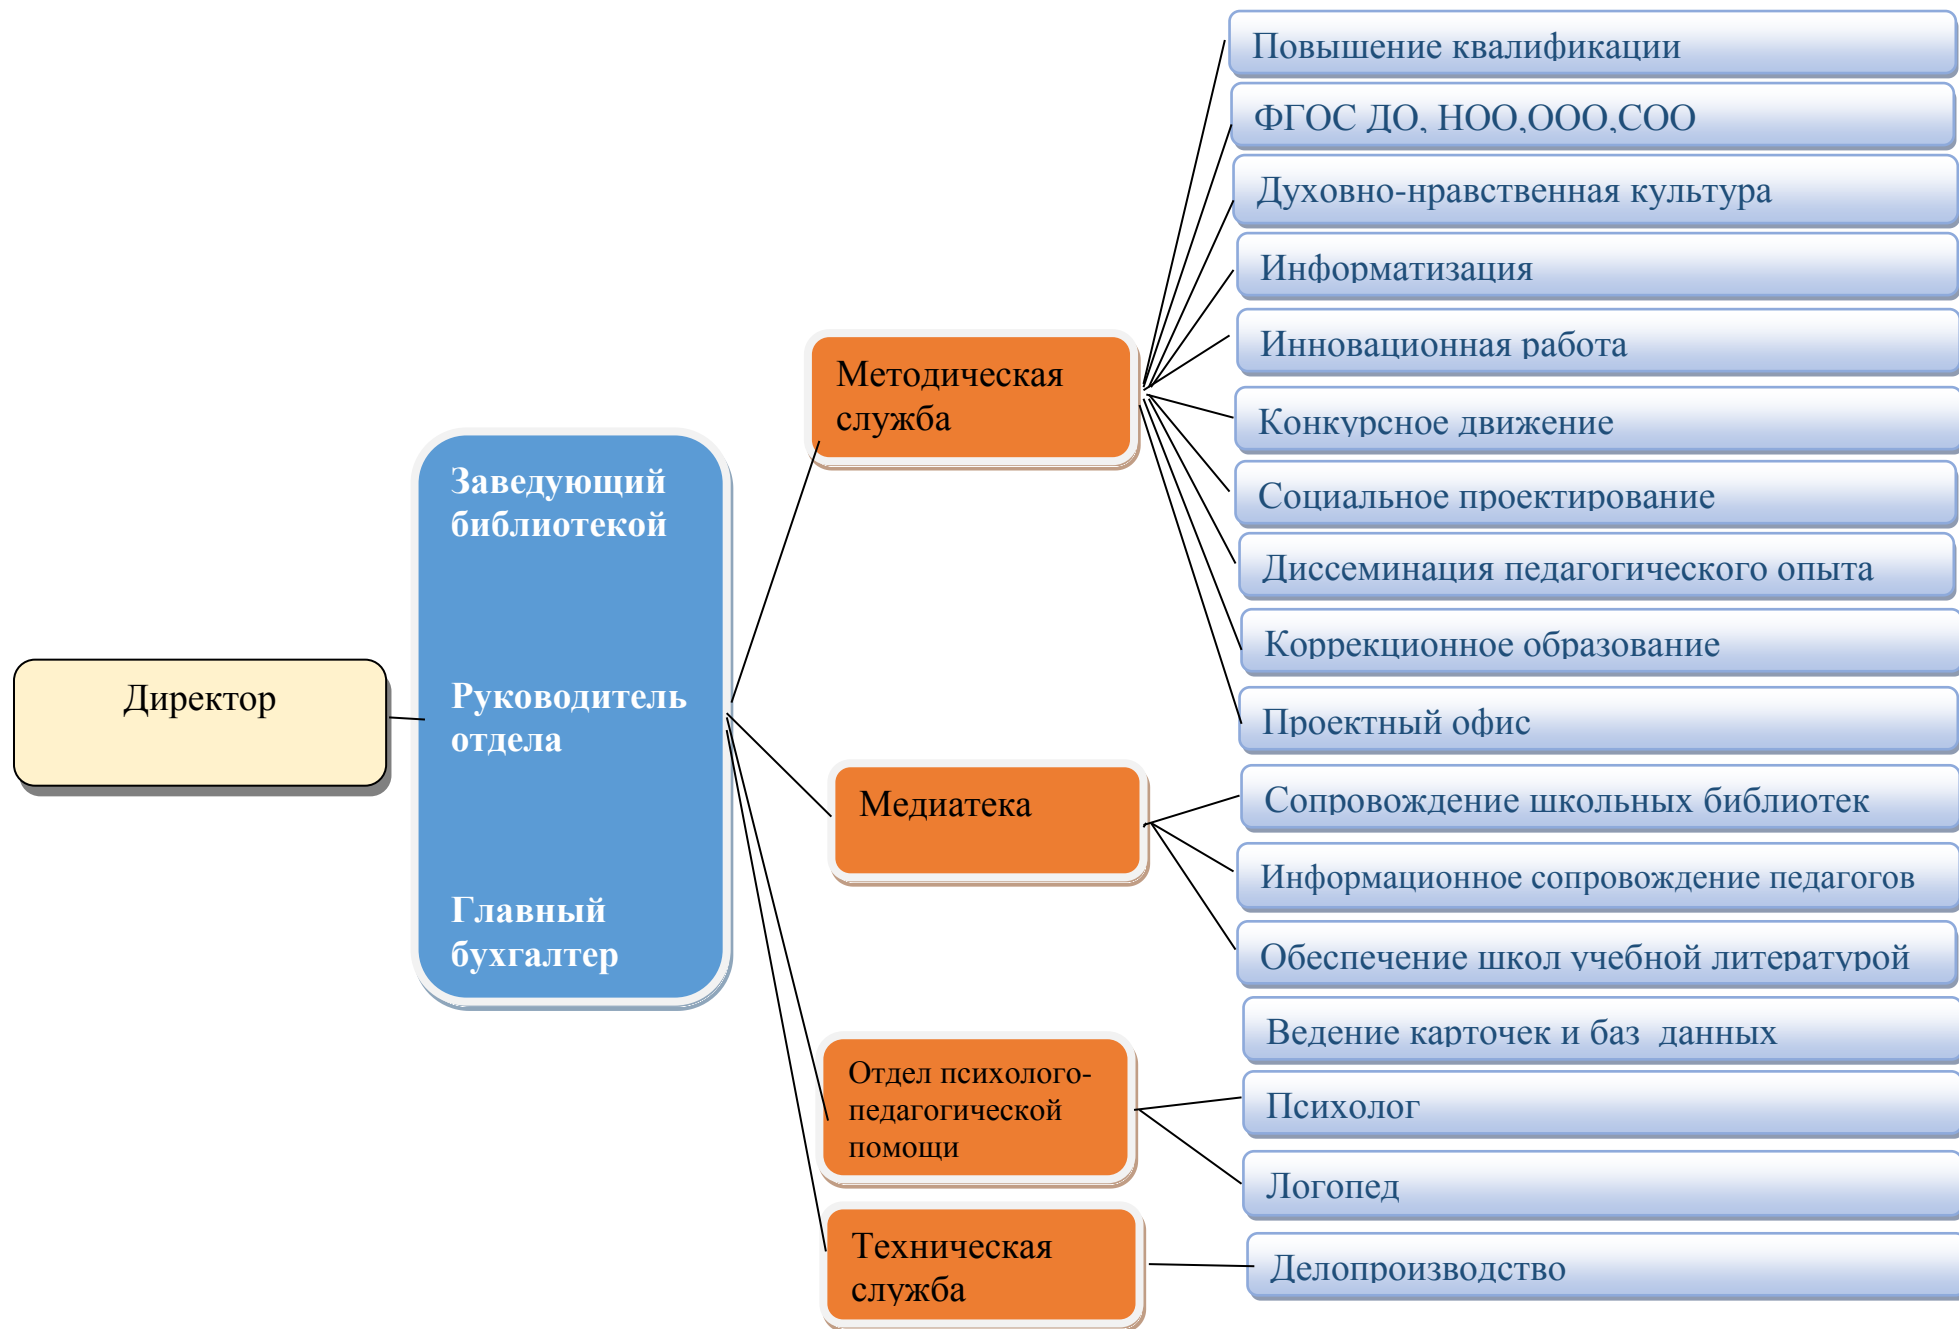 Директор
Заведующий
библиотекой
Руководитель
отдела
Главный
бухгалтер
Методическая
служба
Медиатека
Отдел психолого-
педагогической
помощи
Техническая
служба
Повышение квалификации
ФГОС ДО, НОО,ООО,СОО
Духовно-нравственная культура
Информатизация
Инновационная работа
Конкурсное движение
Социальное проектирование
Диссеминация педагогического опыта
Коррекционное образование
Проектный офис
Сопровождение школьных библиотек
Информационное сопровождение педагогов
Обеспечение школ учебной литературой
Ведение карточек и баз  данных
Психолог
Логопед
Делопроизводство